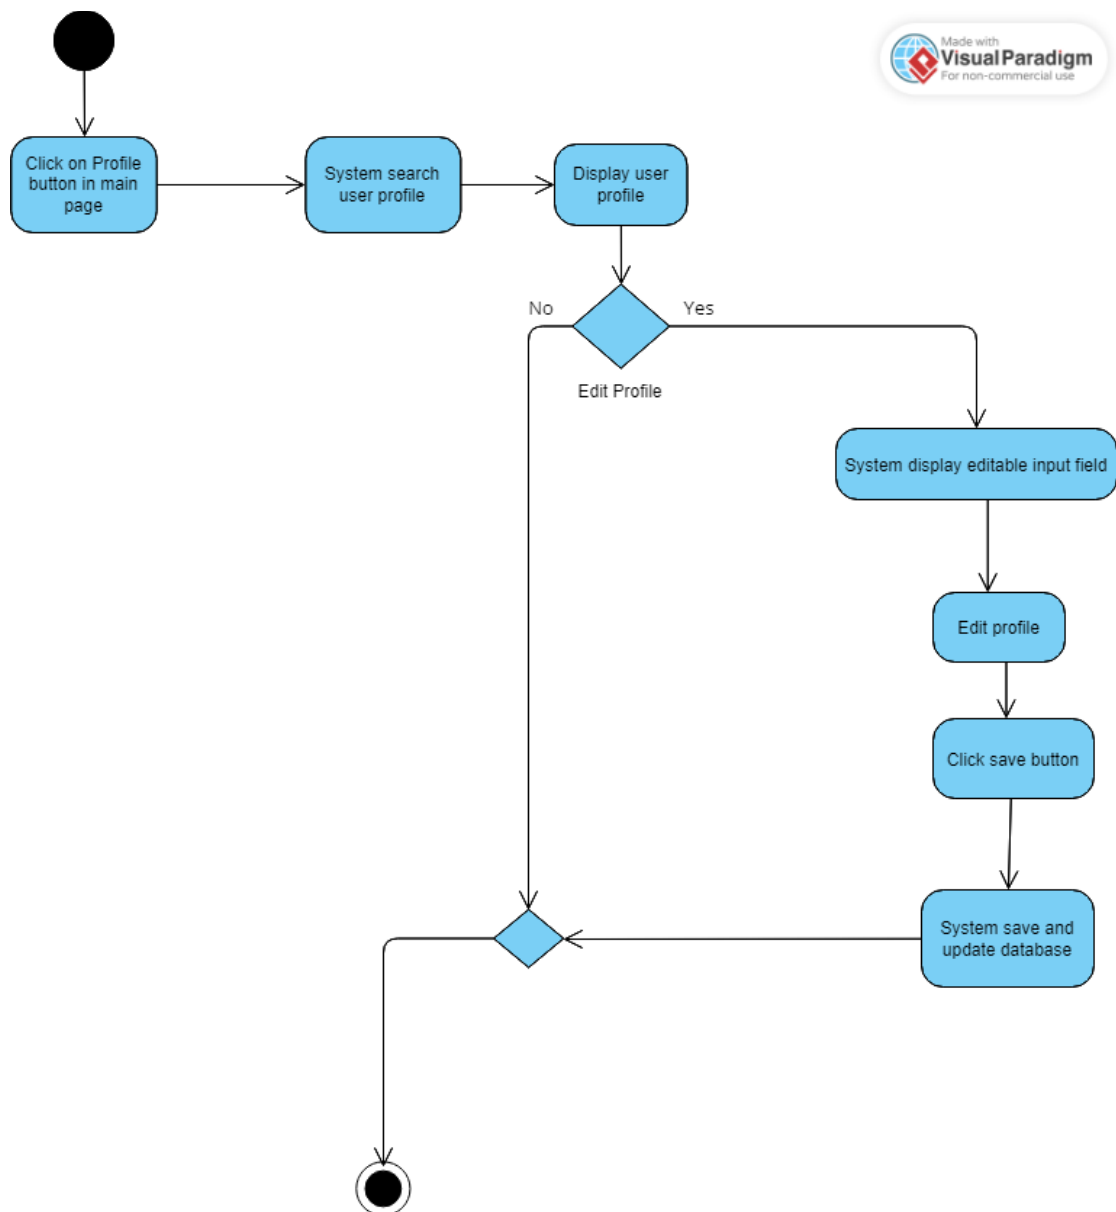 Made with
Visual Paradigm
For non-commercial use
Click on Profile
button in main
page
System search
user profile
Display user
profile
No
Yes
Edit Profile
System display editable input field
Edit profile
Click save button
System save and
update database